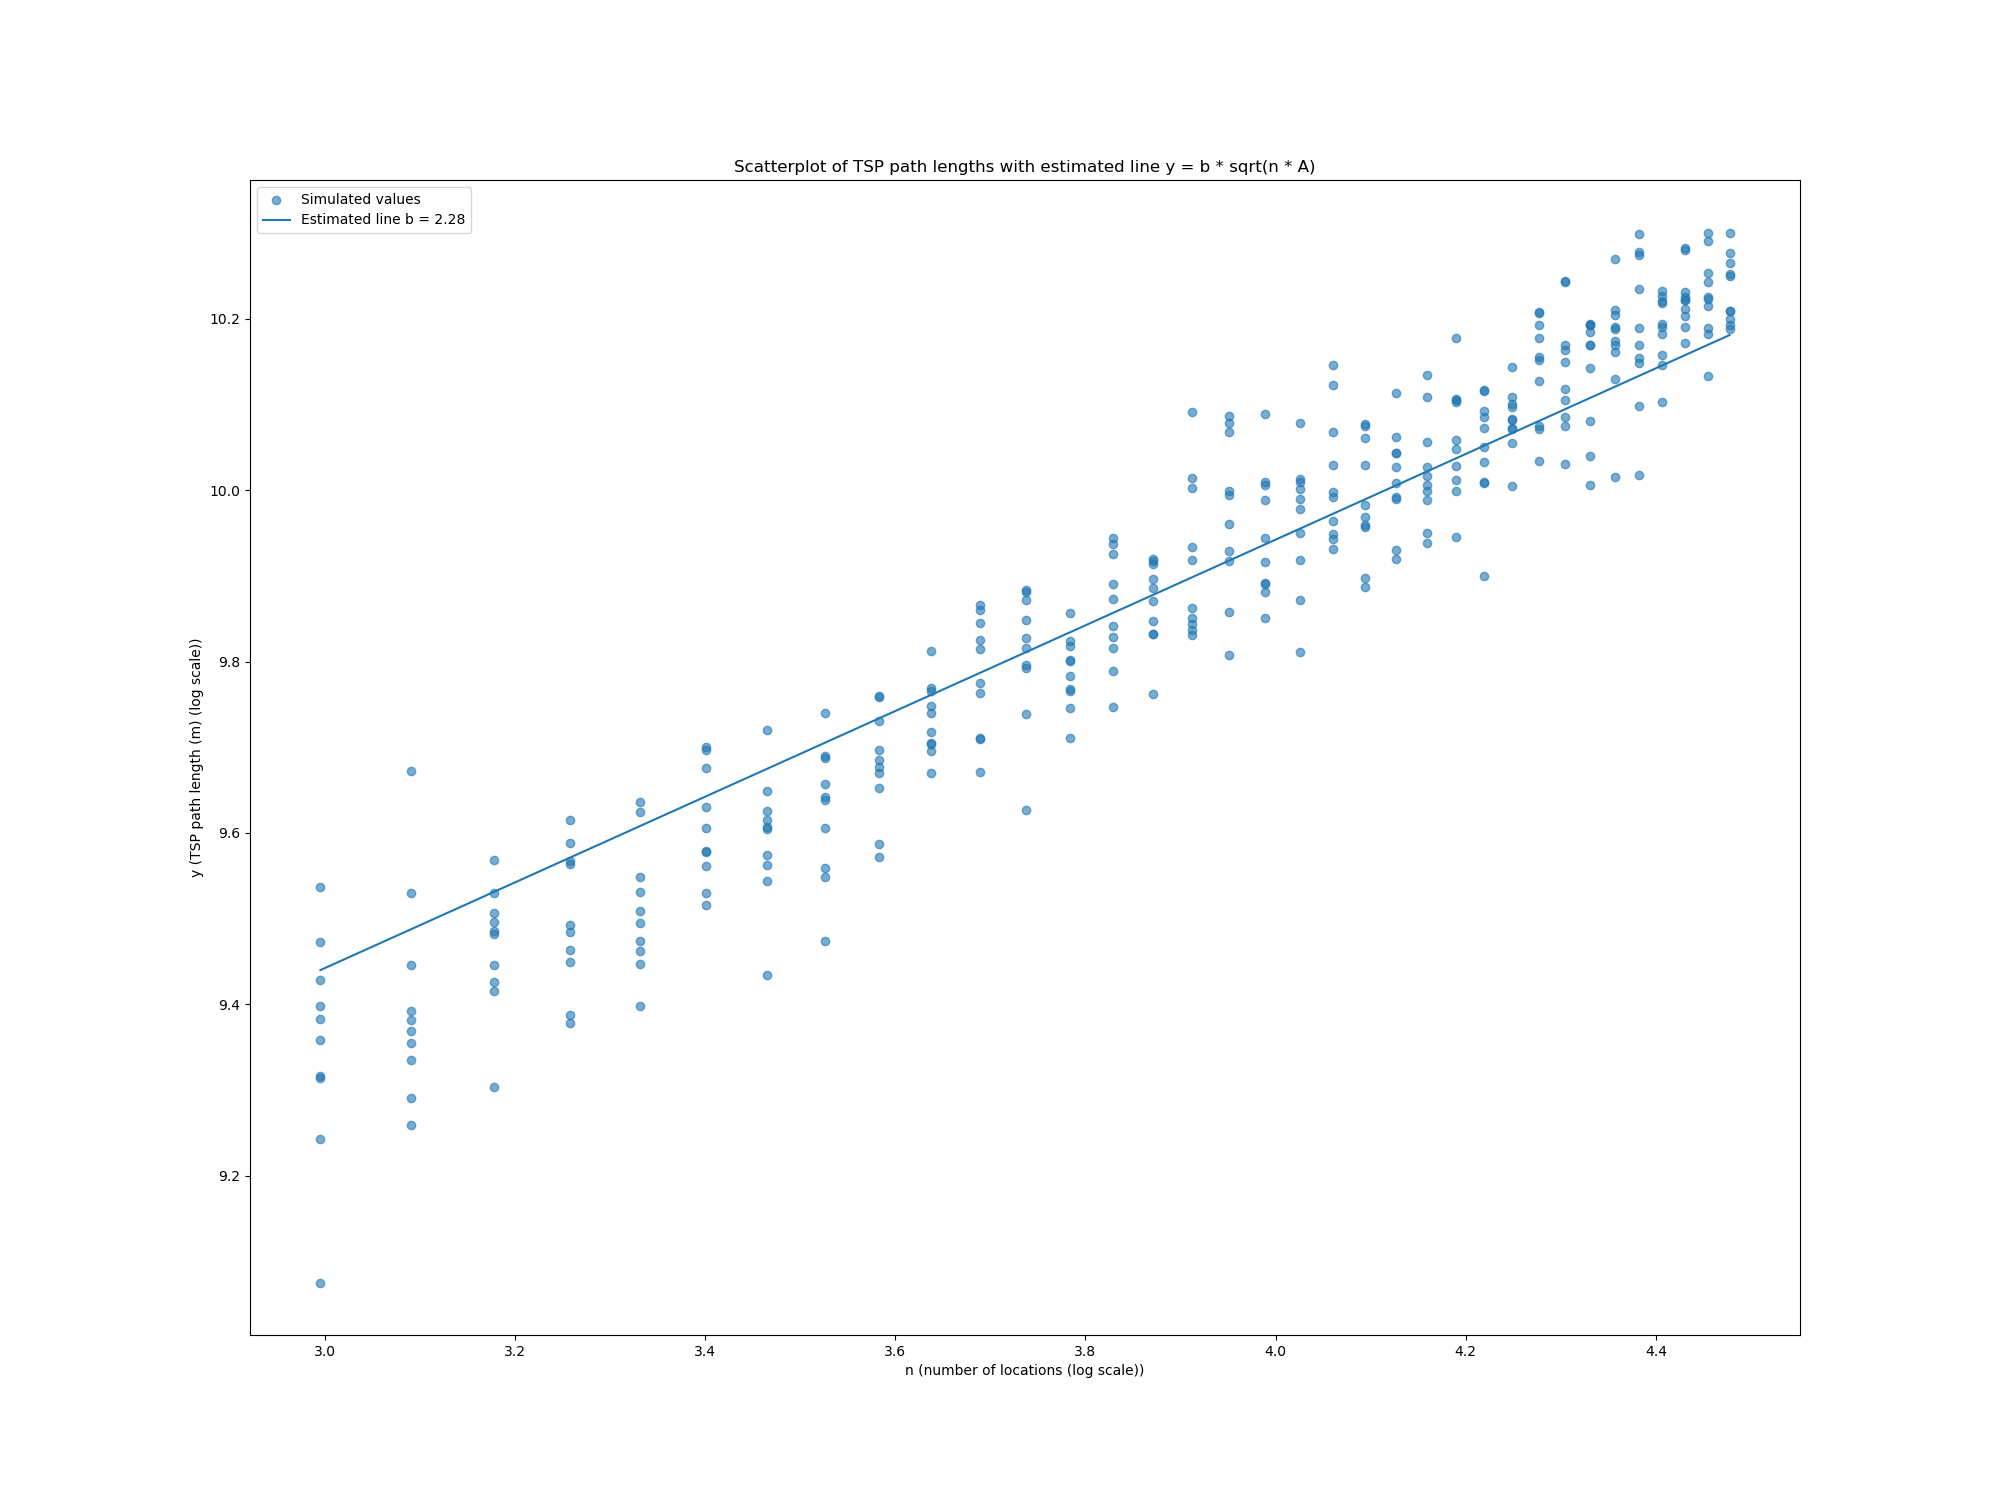 Scatterplot of TSP path lengths with estimated line y = b * sqrt(n * A)
Simulated values
Estimated line b = 2.28
10.2
10.0
9.8
9.6
9.4
9.2
y (TSP path length (m) (log scale))
3.0 3.2 3.4 3.6 3.8 4.0 4.2 4.4
n (number of locations (log scale))